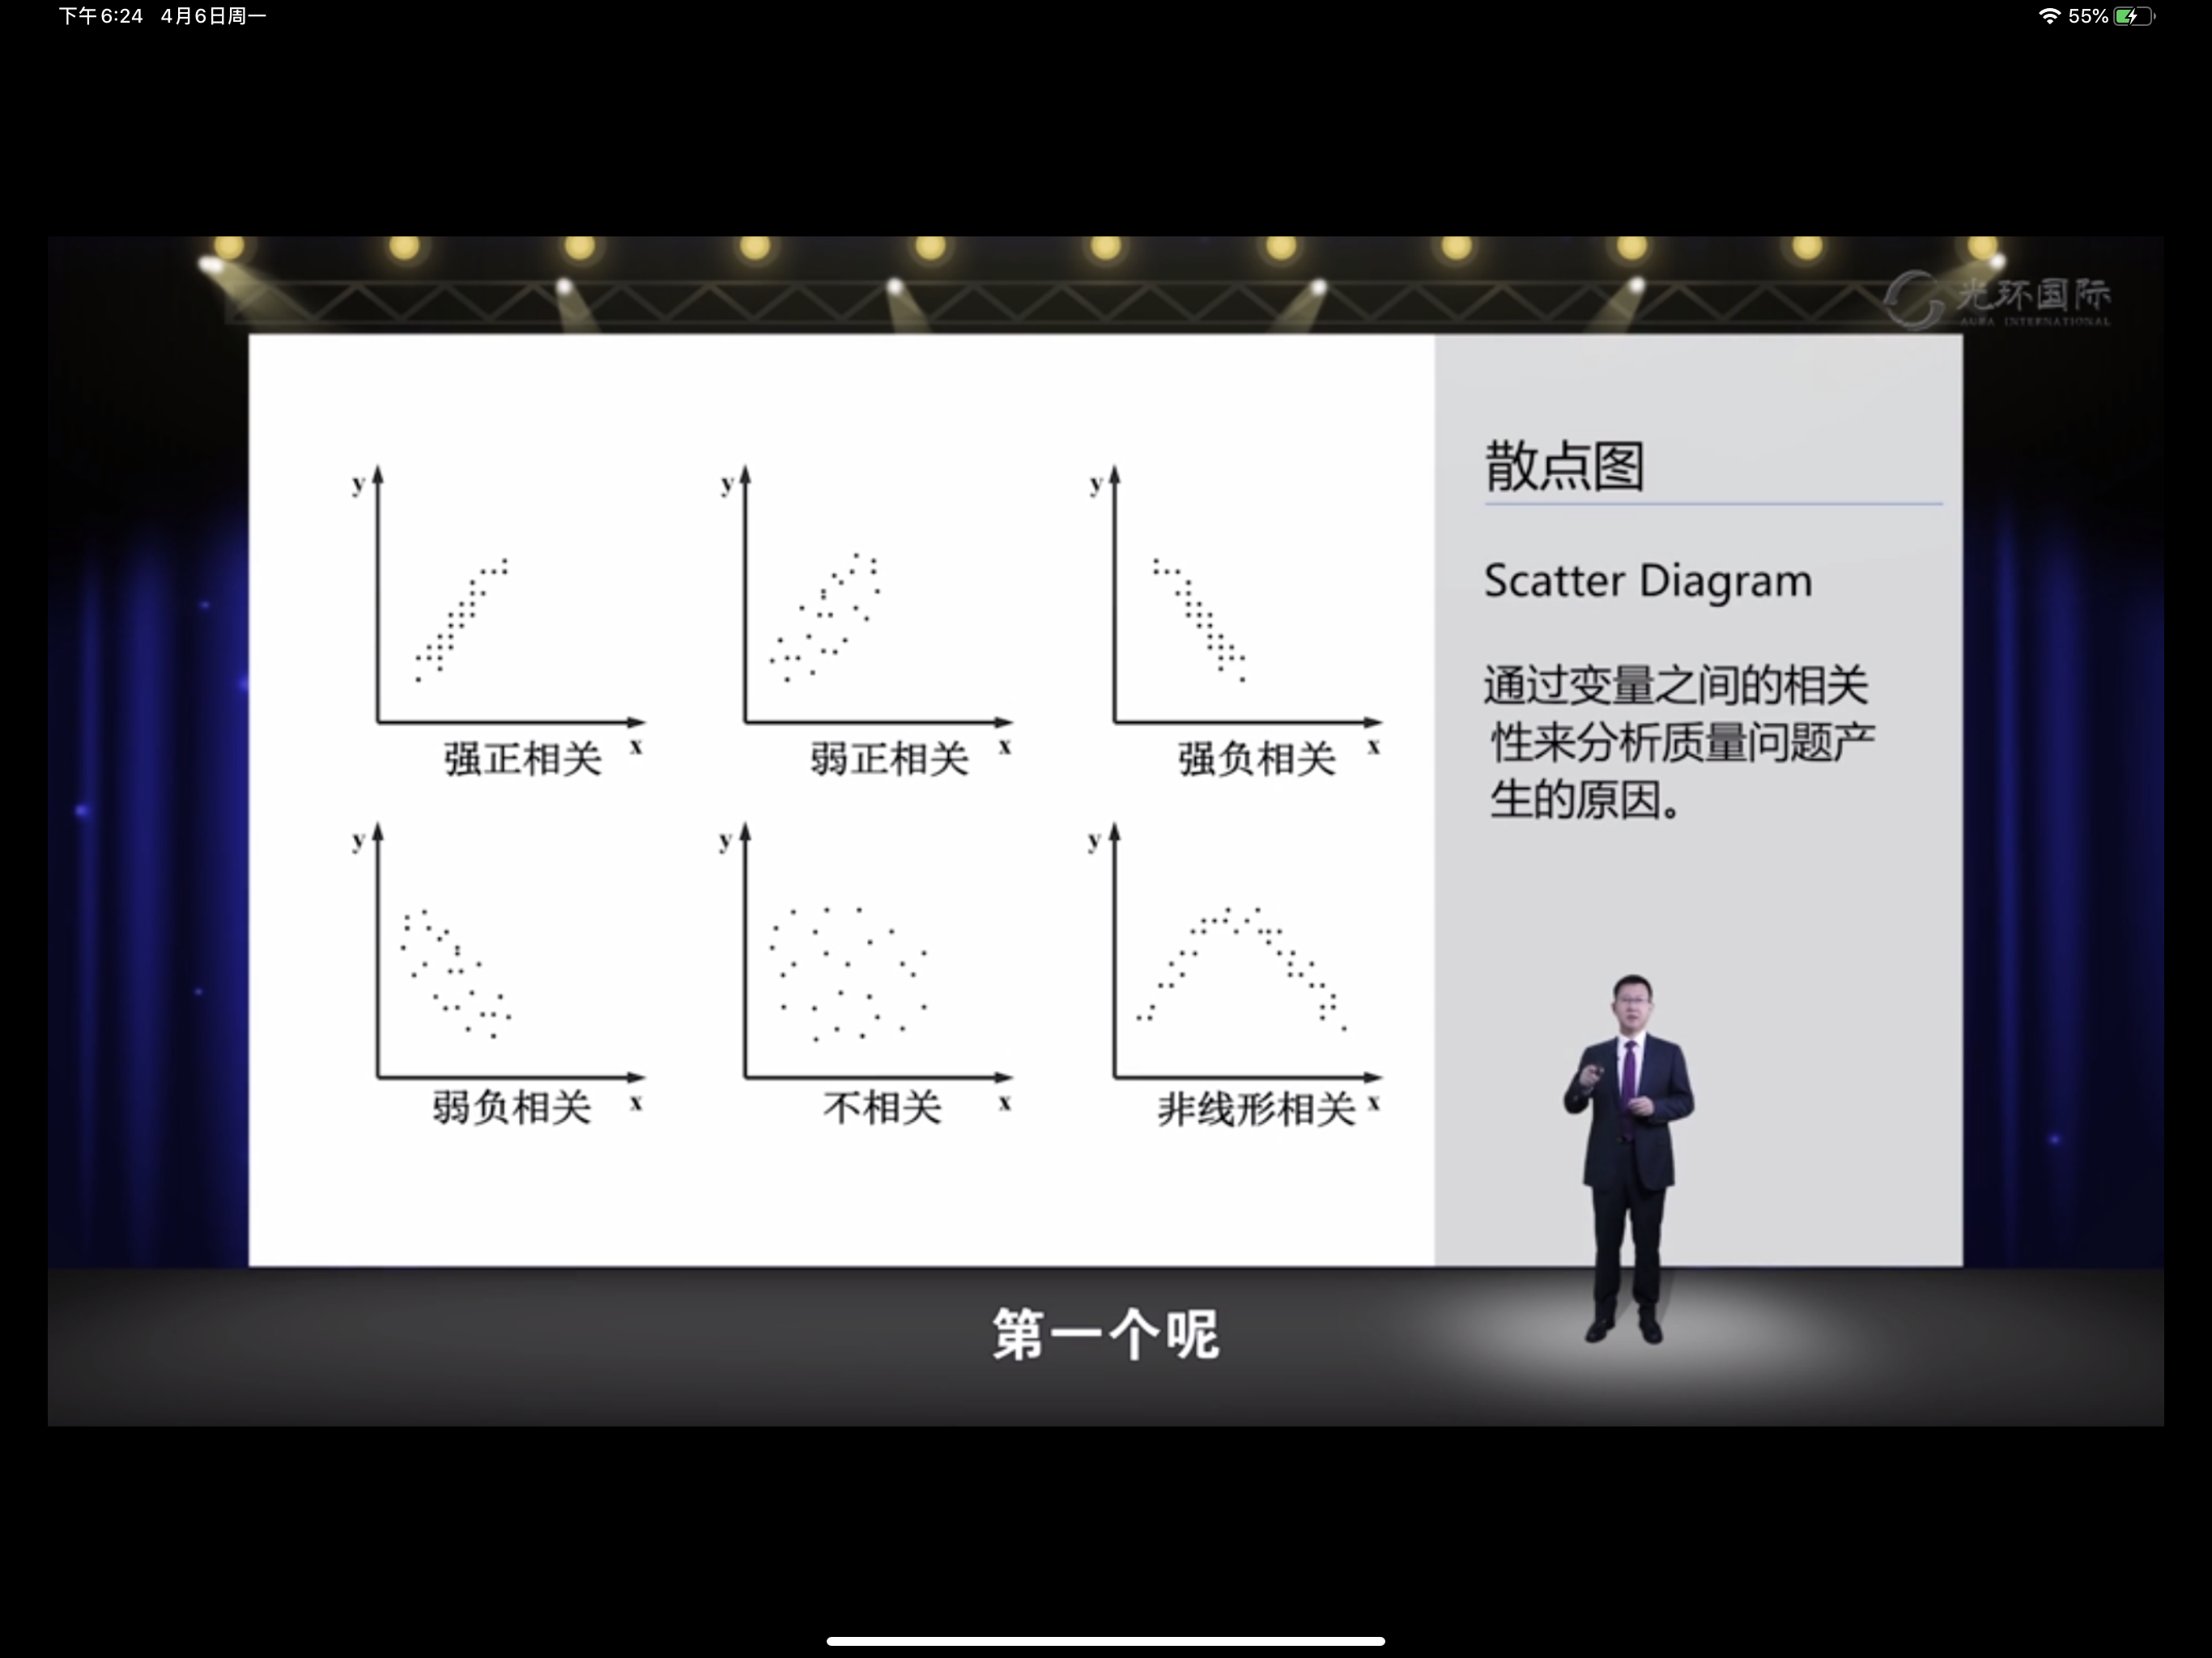 下午6:24 4月6日周一
55%
光环国际
AURA INTERNATIONAL
y
x
强正相关
y
x
弱正相关
y
x
强负相关
y
x
弱负相关
y
x
不相关
y
x
非线形相关
散点图
Scatter Diagram
通过变量之间的相关
性来分析质量问题产
生的原因。
第一个呢